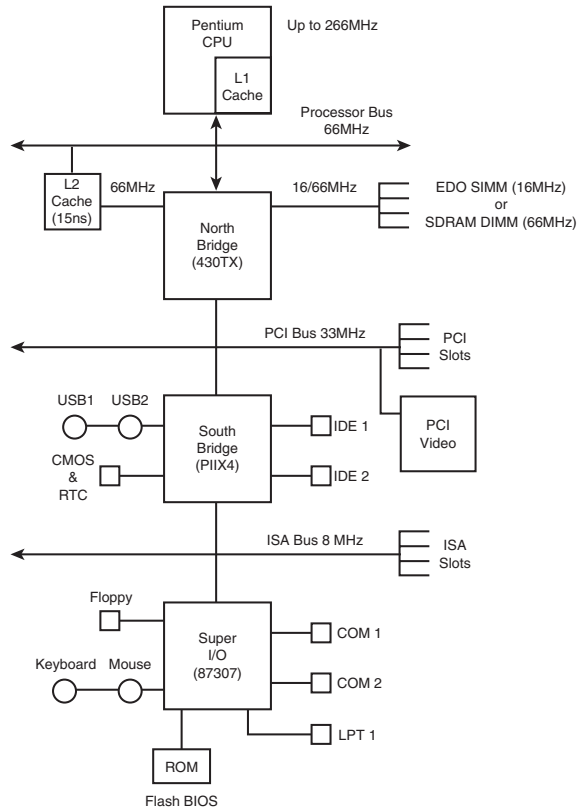 Pentium
CPU
Up to 266MHz
L1
Cache
Processor Bus
66MHz
L2
Cache
(15ns)
66MHz
16/66MHz
EDO SIMM (16MHz)
or
SDRAM DIMM (66MHz)
North
Bridge
(430TX)
PCI Bus 33MHz
PCI
Slots
USB1
USB2
South
Bridge
(PIIX4)
IDE 1
PCI
Video
CMOS
&
RTC
IDE 2
ISA Bus 8 MHz
ISA
Slots
Floppy
Super
I/O
(87307)
COM 1
Keyboard
Mouse
COM 2
LPT 1
ROM
Flash BIOS